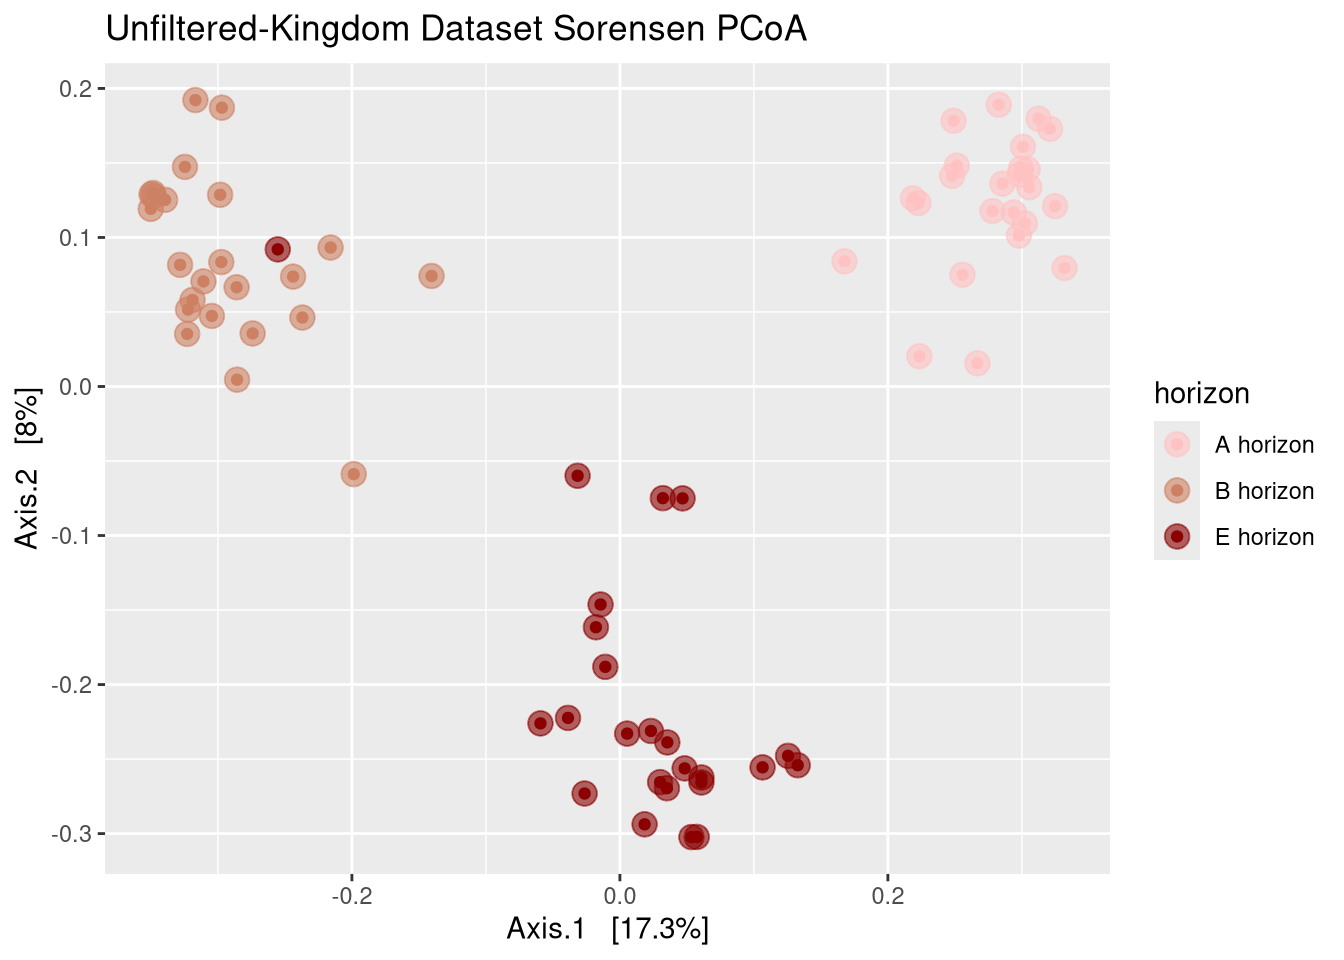 Unfiltered-Kingdom Dataset Sorensen PCoA
0.2
0.1
0.0
-0.1
-0.2
-0.3
Axis.2 [8%]
-0.2
0.0
0.2
Axis.1 [17.3%]
horizon
A horizon
B horizon
E horizon